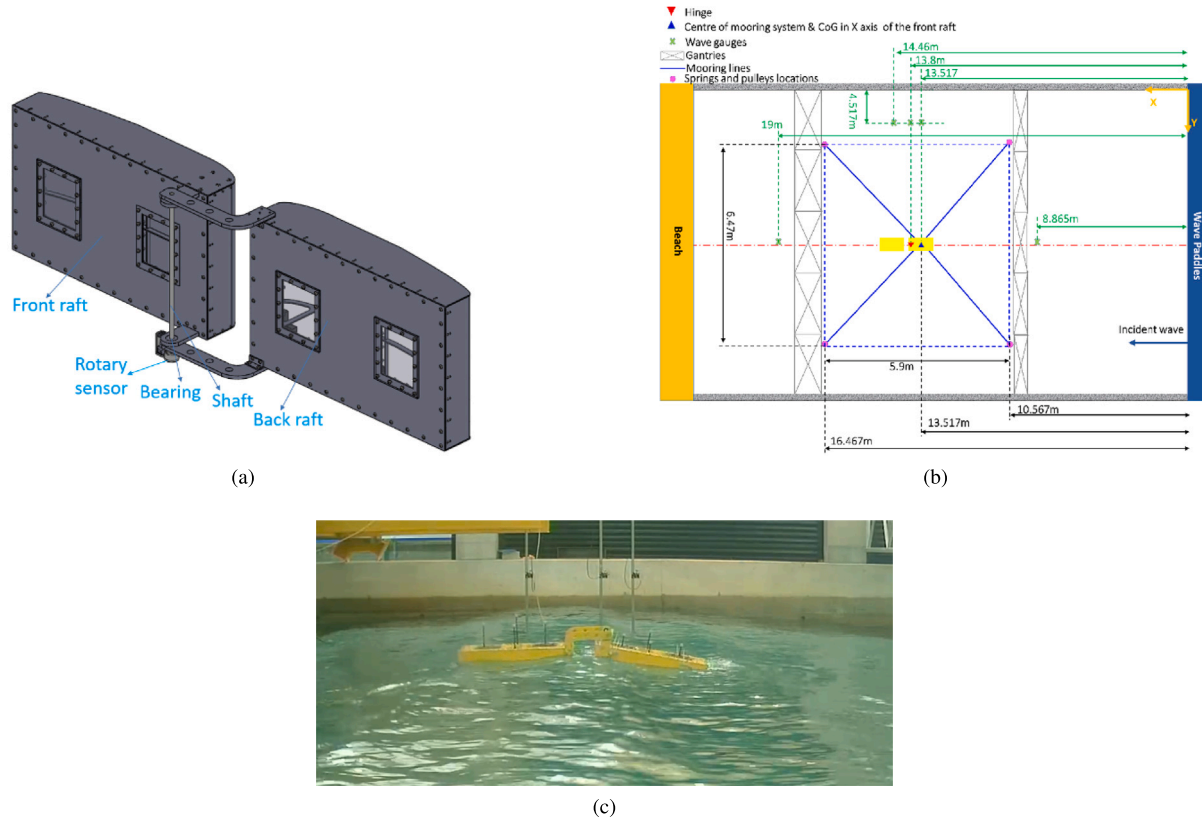 Front raft
Rotary
sensor
Bearing
Shaft
Back raft
(a)
Hinge
Centre of mooring system & CoG in X axis of the front raft
Wave gauges
Gantries
Mooring lines
Springs and pulleys locations
14.46m
13.8m
13.517
4.517m
X
Y
19m
6.47m
8.865m
Beach
Wave Paddles
Incident wave
5.9m
10.567m
13.517m
16.467m
(b)
(c)